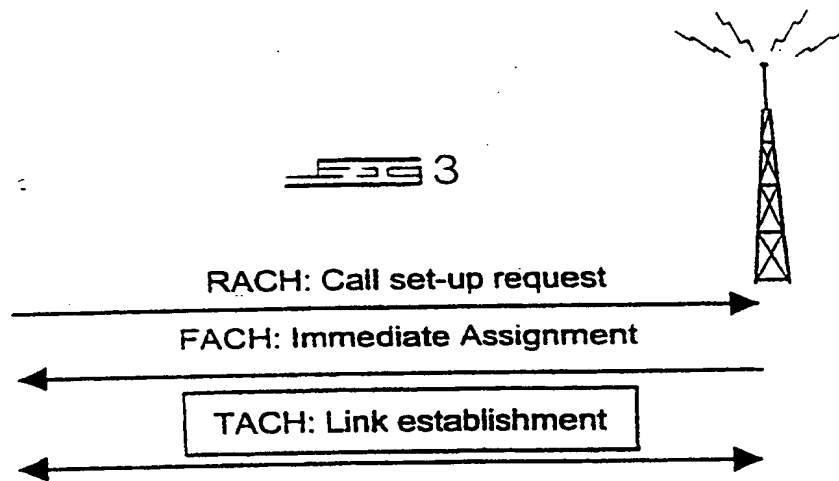 3
RACH: Call set-up request
FACH: Immediate Assignment
TACH: Link establishment